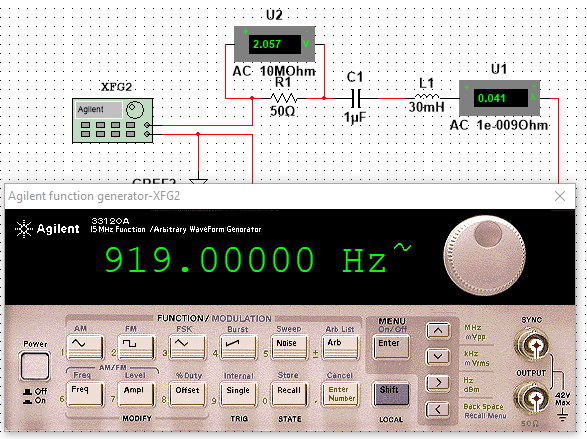 U2
2.057 V
AC 10MOhm
R1
50Ω
C1
1µF
L1
30mH
U1
0.041
AC 1e-009Ohm
XFG2
Agilent
Agilent function generator-XFG2
Agilent
33120A
15 MHz Function / Arbitrary WaveForm Generator
919.00000 Hz~
FUNCTION / MODULATION
AM FM FSK Burst Sweep Arb List
1 2 3 4 5 Noise ± Arb
AM/FM
Freq Level %Duty Internal Store Cancel
6 Freq 7 Ampl 8 Offset 9 Single 0 Recall . Enter Number
MODIFY TRIG STATE
Power
Off
On
MENU
On/Off
Enter
Shift
LOCAL
MHz
mVpp
kHz
mVrms
Hz
dBm
Back Space
Recall Menu
SYNC
OUTPUT
42V
Max
50Ω